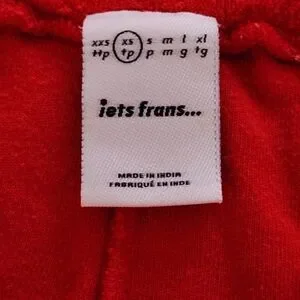 xxs xs s m l xl
ttp tp p m g tg
iets frans...
MADE IN INDIA
FABRIQUÉ EN INDE